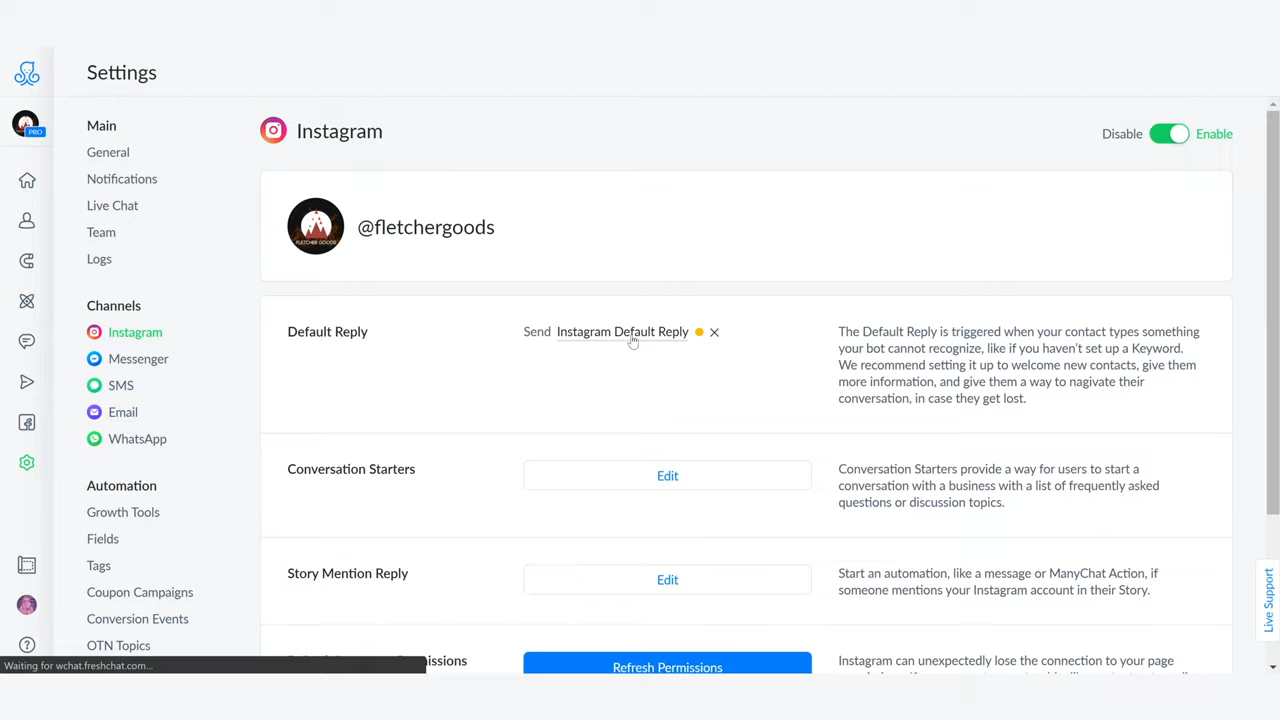 Settings
PRO
Main
General
Notifications
Live Chat
Team
Logs
Channels
Instagram
Messenger
SMS
Email
WhatsApp
Automation
Growth Tools
Fields
Tags
Coupon Campaigns
Conversion Events
OTN Topics
Waiting for wchat.freshchat.com...
Instagram
Disable
Enable
FLETCHER GOODS
@fletchergoods
Default Reply
Send Instagram Default Reply
The Default Reply is triggered when your contact types something
your bot cannot recognize, like if you haven't set up a Keyword.
We recommend setting it up to welcome new contacts, give them
more information, and give them a way to nagivate their
conversation, in case they get lost.
Conversation Starters
Edit
Conversation Starters provide a way for users to start a
conversation with a business with a list of frequently asked
questions or discussion topics.
Story Mention Reply
Edit
Start an automation, like a message or ManyChat Action, if
someone mentions your Instagram account in their Story.
Refresh Permissions
Instagram can unexpectedly lose the connection to your page
Live Support